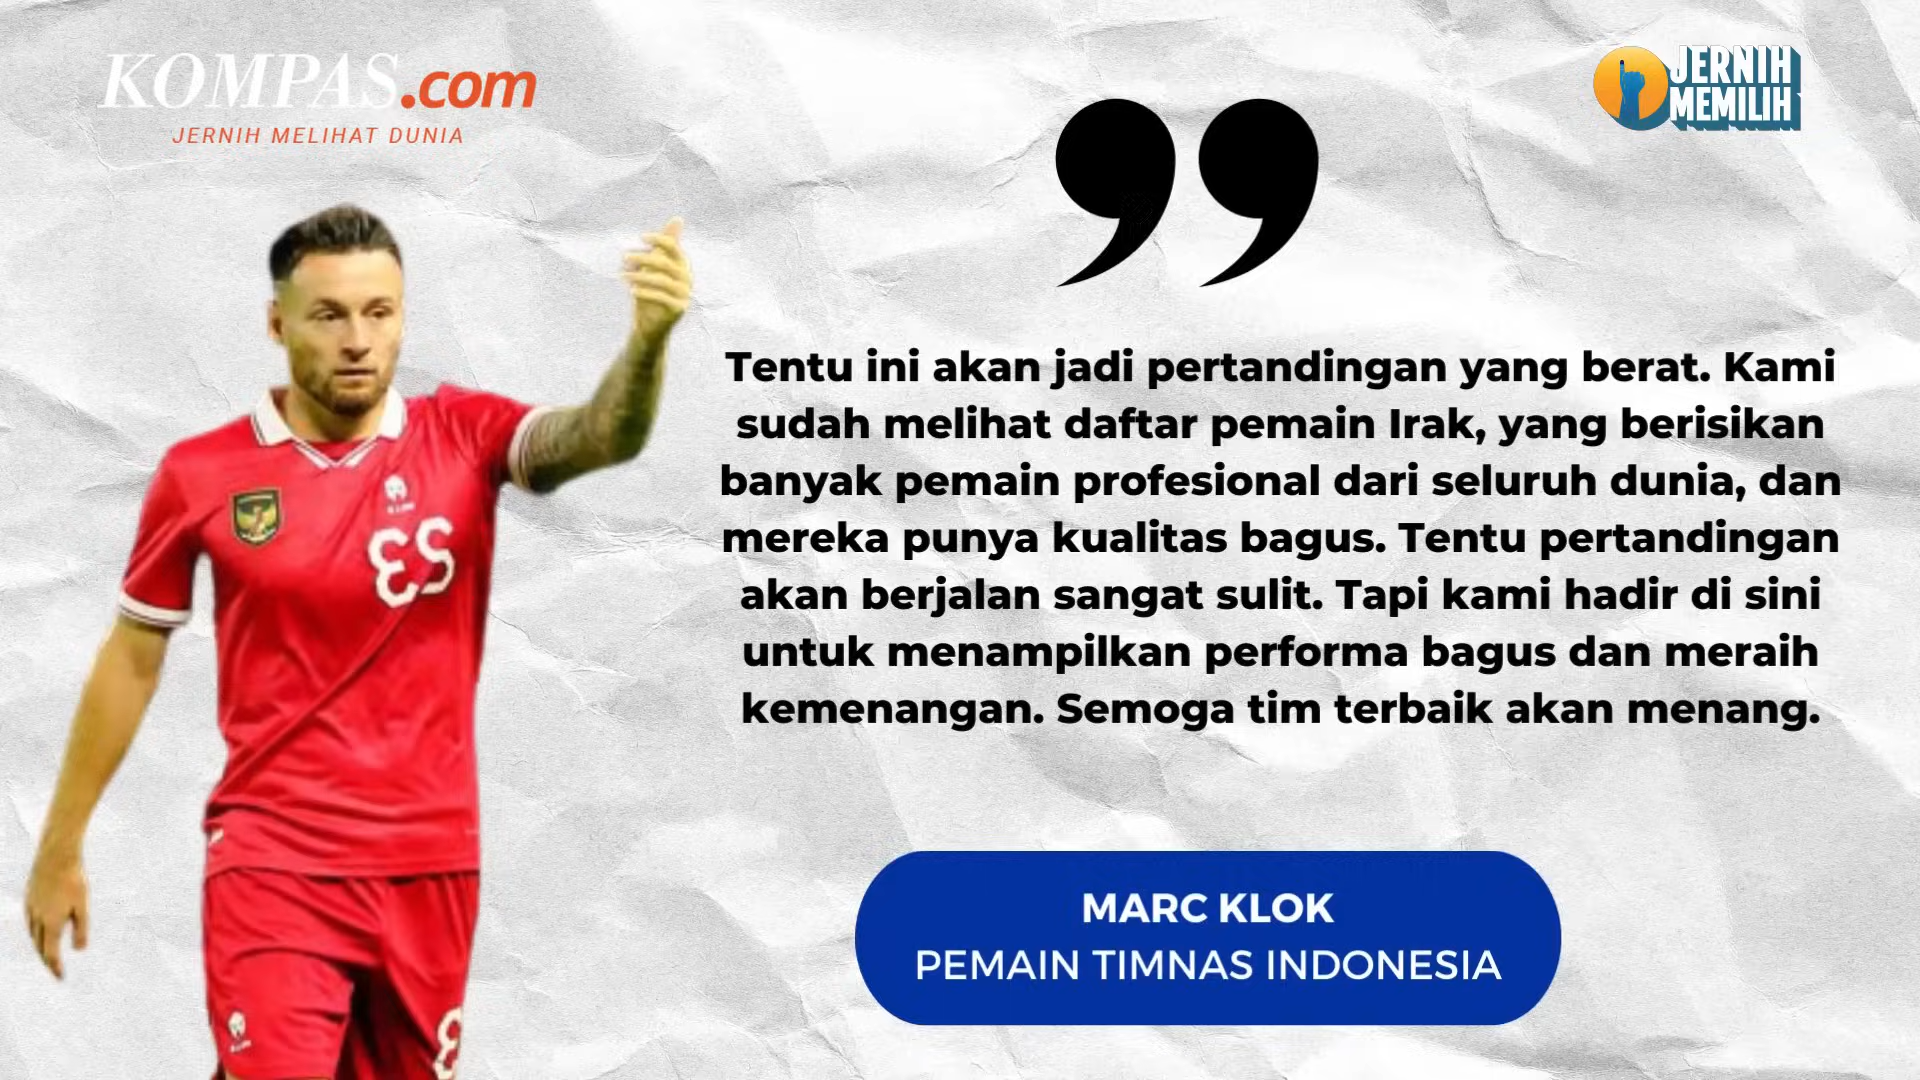 KOMPAS.com
JERNIH MELIHAT DUNIA
JERNIH
MEMILIH
Tentu ini akan jadi pertandingan yang berat. Kami
sudah melihat daftar pemain Irak, yang berisikan
banyak pemain profesional dari seluruh dunia, dan
mereka punya kualitas bagus. Tentu pertandingan
akan berjalan sangat sulit. Tapi kami hadir di sini
untuk menampilkan performa bagus dan meraih
kemenangan. Semoga tim terbaik akan menang.
MARC KLOK
PEMAIN TIMNAS INDONESIA